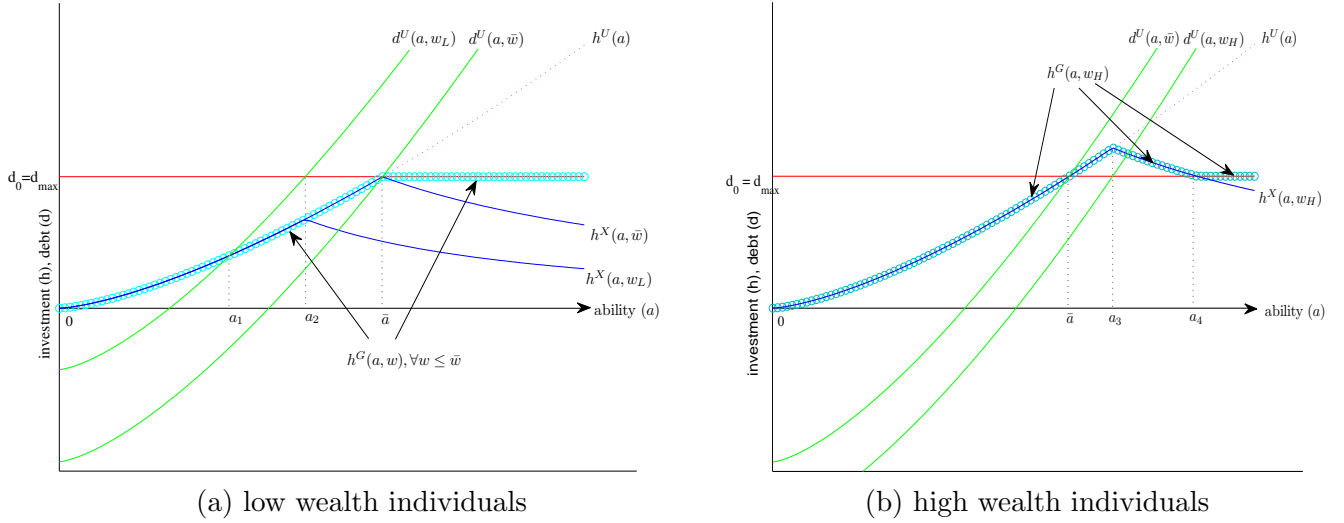 d^U(a, w_L)
d^U(a, w̄)
h^U(a)
d_0=d_max
investment (h), debt (d)
h^X(a, w̄)
h^X(a, w_L)
0
a_1
a_2
ā
ability (a)
h^G(a, w), ∀w ≤ w̄
(a) low wealth individuals
d^U(a, w̄)
d^U(a, w_H)
h^U(a)
h^G(a, w_H)
d_0 = d_max
investment (h), debt (d)
h^X(a, w_H)
0
ā
a_3
a_4
ability (a)
(b) high wealth individuals